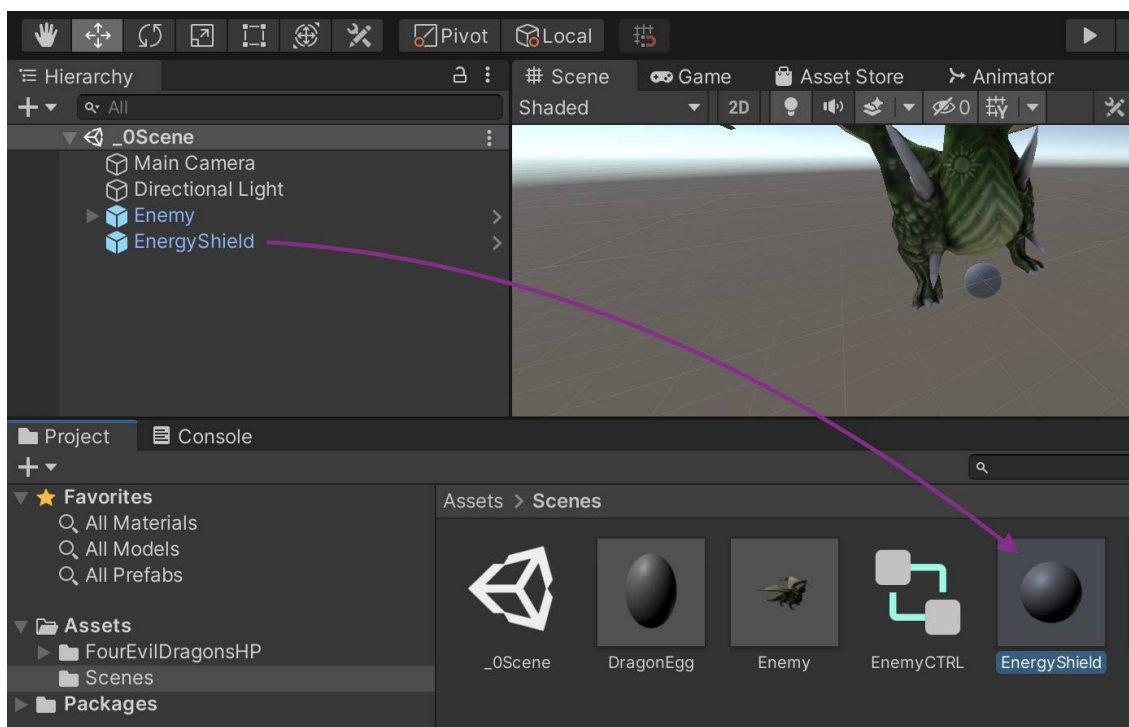 Pivot Local
Hierarchy
All
_0Scene
Main Camera
Directional Light
Enemy
EnergyShield
Scene Game Asset Store Animator
Shaded 2D 0
Project Console
Favorites
All Materials
All Models
All Prefabs
Assets
FourEvilDragonsHP
Scenes
Packages
Assets > Scenes
_0Scene DragonEgg Enemy EnemyCTRL EnergyShield